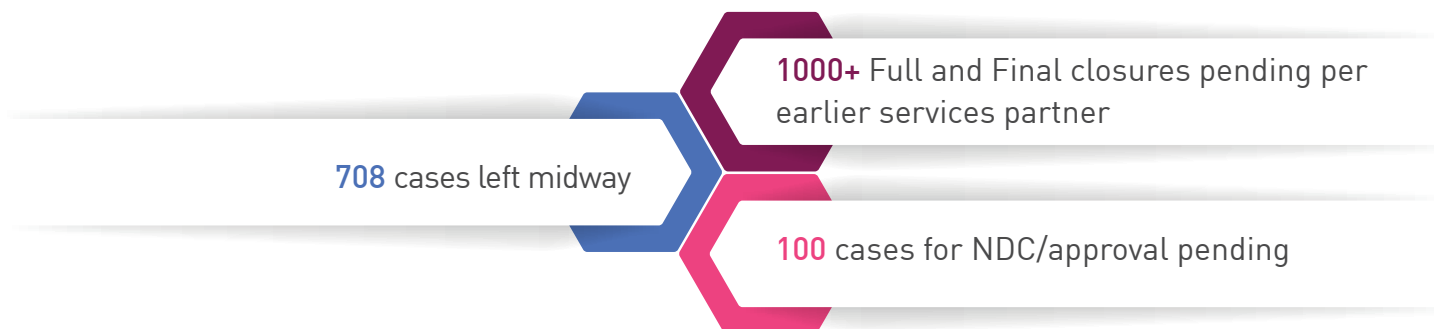 1000+ Full and Final closures pending per
earlier services partner
708 cases left midway
100 cases for NDC/approval pending